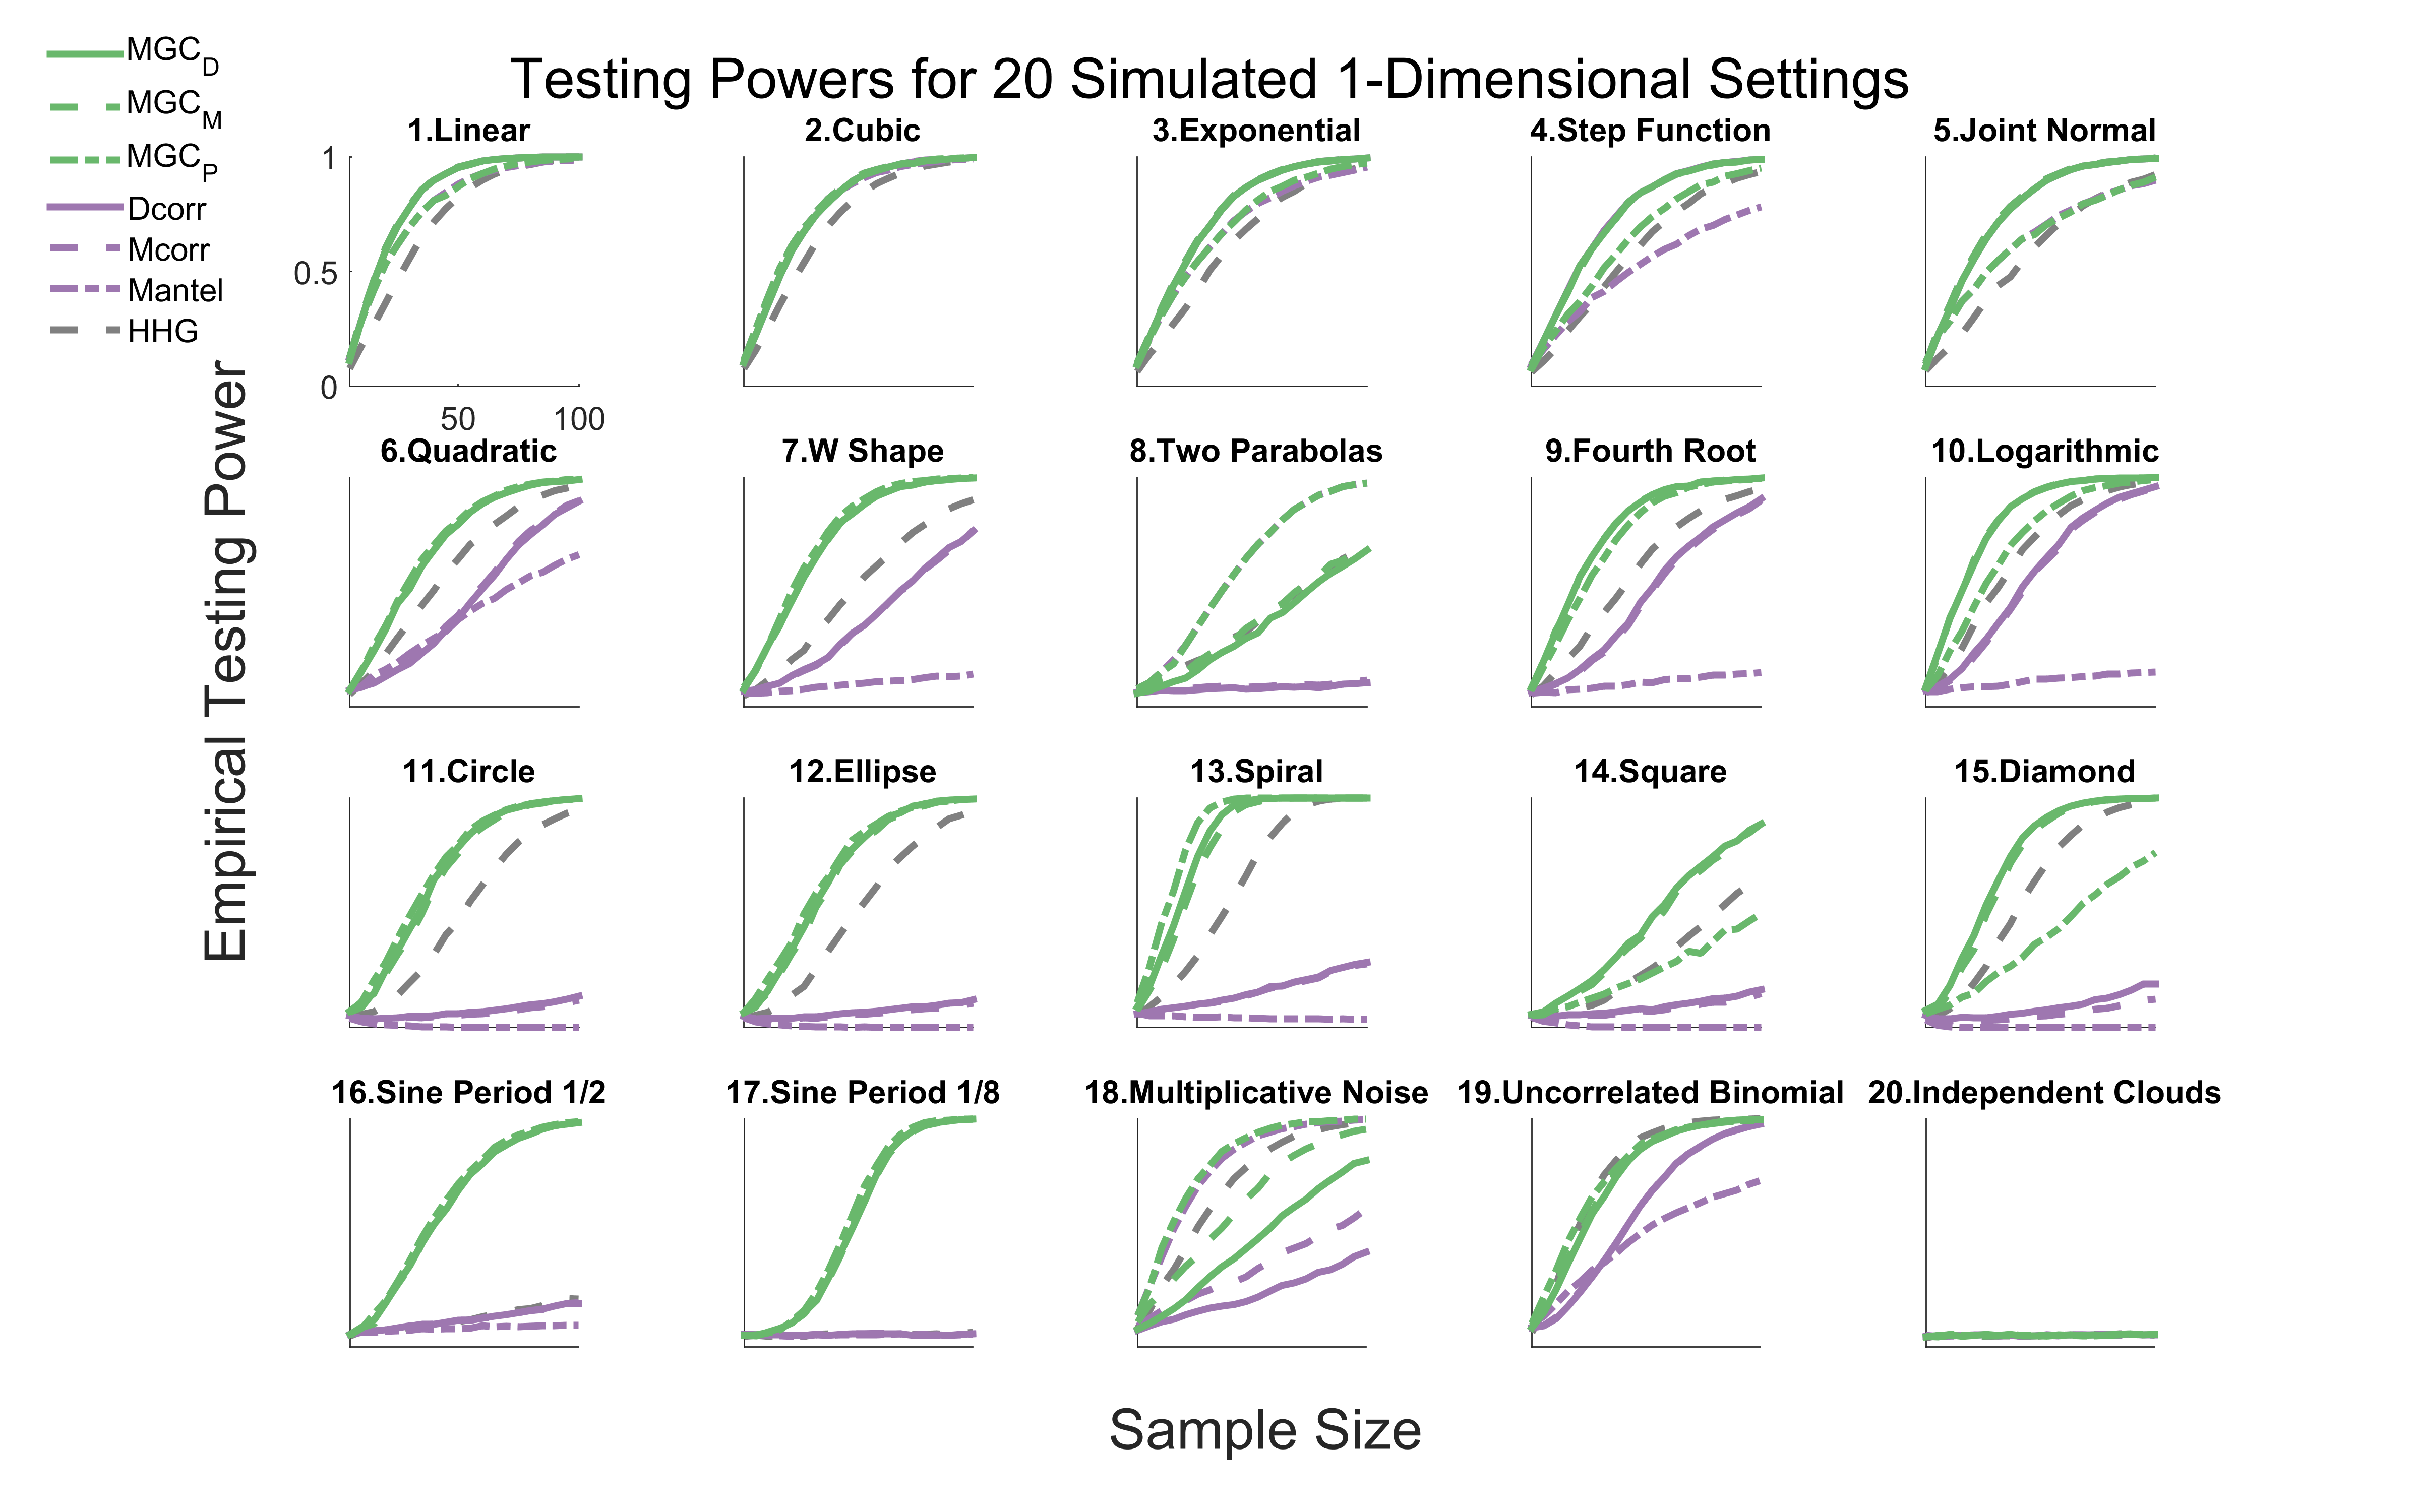 MGC_D
MGC_M
MGC_P
Dcorr
Mcorr
Mantel
HHG
Testing Powers for 20 Simulated 1-Dimensional Settings
1.Linear
2.Cubic
3.Exponential
4.Step Function
5.Joint Normal
1
0.5
0
50 100
6.Quadratic
7.W Shape
8.Two Parabolas
9.Fourth Root
10.Logarithmic
Empirical Testing Power
11.Circle
12.Ellipse
13.Spiral
14.Square
15.Diamond
16.Sine Period 1/2
17.Sine Period 1/8
18.Multiplicative Noise
19.Uncorrelated Binomial
20.Independent Clouds
Sample Size